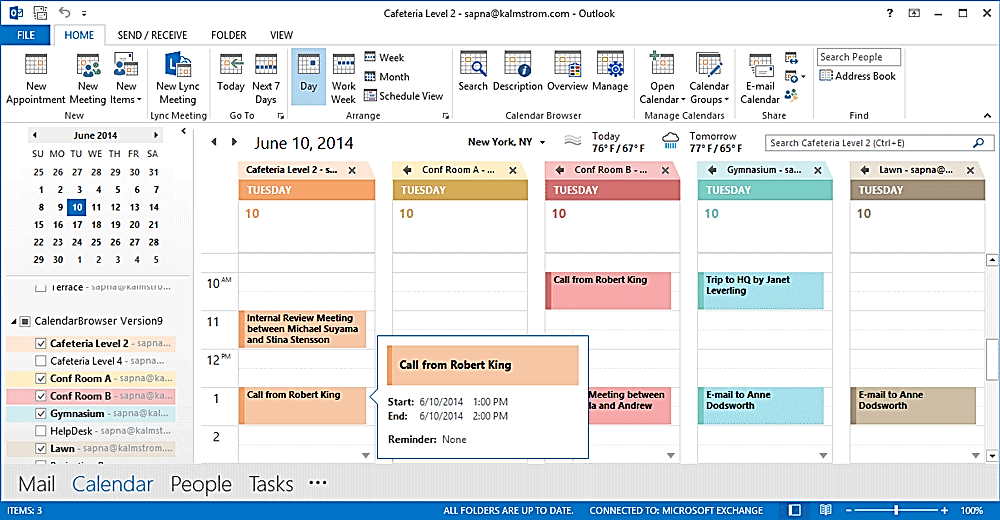 Cafeteria Level 2 - sapna@kalmstrom.com - Outlook
FILE HOME SEND / RECEIVE FOLDER VIEW
New Appointment
New Meeting
New Items
New Lync Meeting
Today
Next 7 Days
Day
Work Week
Week
Month
Schedule View
Search
Description
Overview
Manage
Open Calendar
Calendar Groups
E-mail Calendar
Search People
Address Book
New
Lync Meeting
Go To
Arrange
Calendar Browser
Manage Calendars
Share
Find
June 2014
SU MO TU WE TH FR SA
25 26 27 28 29 30 31
1 2 3 4 5 6 7
8 9 10 11 12 13 14
15 16 17 18 19 20 21
22 23 24 25 26 27 28
29 30 1 2 3 4 5
Terrace - sapna@kalmstro...
CalendarBrowser Version9
Cafeteria Level 2 - sapn...
Cafeteria Level 4 - sapn...
Conf Room A - sapna@ka...
Conf Room B - sapna@k...
Gymnasium - sapna@kal...
HelpDesk - sapna@kalms...
Lawn - sapna@kalmstrom...
June 10, 2014
New York, NY
Today
76°F/67°F
Tomorrow
77°F/65°F
Search Cafeteria Level 2 (Ctrl+E)
Cafeteria Level 2 - s...
Conf Room A - ...
Conf Room B - ...
Gymnasium - sa...
Lawn - sapna@...
TUESDAY TUESDAY TUESDAY TUESDAY TUESDAY
10 10 10 10 10
10 AM
11
12 PM
1
2
Call from Robert King
Trip to HQ by Janet
Leverling
Internal Review Meeting
between Michael Suyama
and Stina Stensson
Call from Robert King
Call from Robert King
Start: 6/10/2014 1:00 PM
End: 6/10/2014 2:00 PM
Reminder: None
Meeting between
and Andrew
E-mail to Anne
Dodsworth
E-mail to Anne
Dodsworth
Mail Calendar People Tasks •••
ITEMS: 3
ALL FOLDERS ARE UP TO DATE.
CONNECTED TO: MICROSOFT EXCHANGE
100%